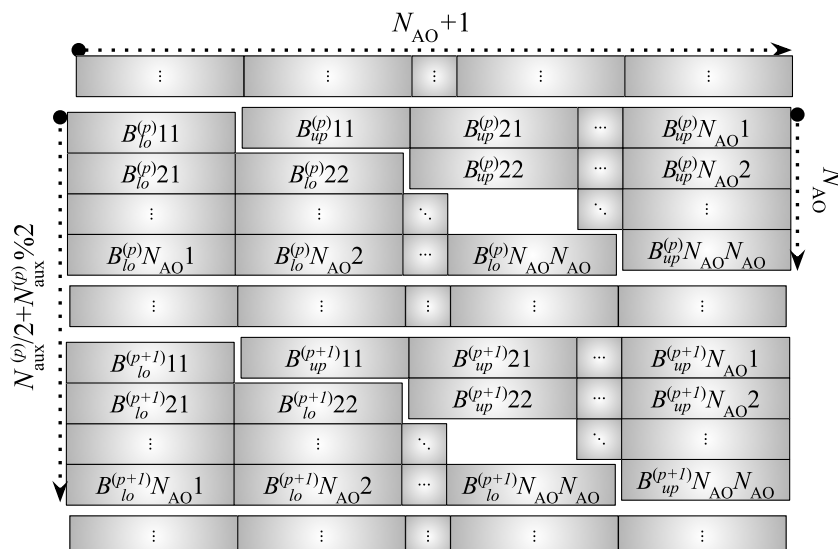 N_AO+1
⋮ ⋮ ⋮ ⋮ ⋮
B_lo^(p)11 B_up^(p)11 B_up^(p)21 ⋯ B_up^(p)N_AO1
B_lo^(p)21 B_lo^(p)22 B_up^(p)22 ⋯ B_up^(p)N_AO2
⋮ ⋮ ⋱ ⋱ ⋮
B_lo^(p)N_AO1 B_lo^(p)N_AO2 ⋯ B_lo^(p)N_AON_AO B_up^(p)N_AON_AO
N_AO
⋮ ⋮ ⋮ ⋮ ⋮
N_aux^(p)/2+N_aux^(p)%2
B_lo^(p+1)11 B_up^(p+1)11 B_up^(p+1)21 ⋯ B_up^(p+1)N_AO1
B_lo^(p+1)21 B_lo^(p+1)22 B_up^(p+1)22 ⋯ B_up^(p+1)N_AO2
⋮ ⋮ ⋱ ⋱ ⋮
B_lo^(p+1)N_AO1 B_lo^(p+1)N_AO2 ⋯ B_lo^(p+1)N_AON_AO B_up^(p+1)N_AON_AO
⋮ ⋮ ⋮ ⋮ ⋮